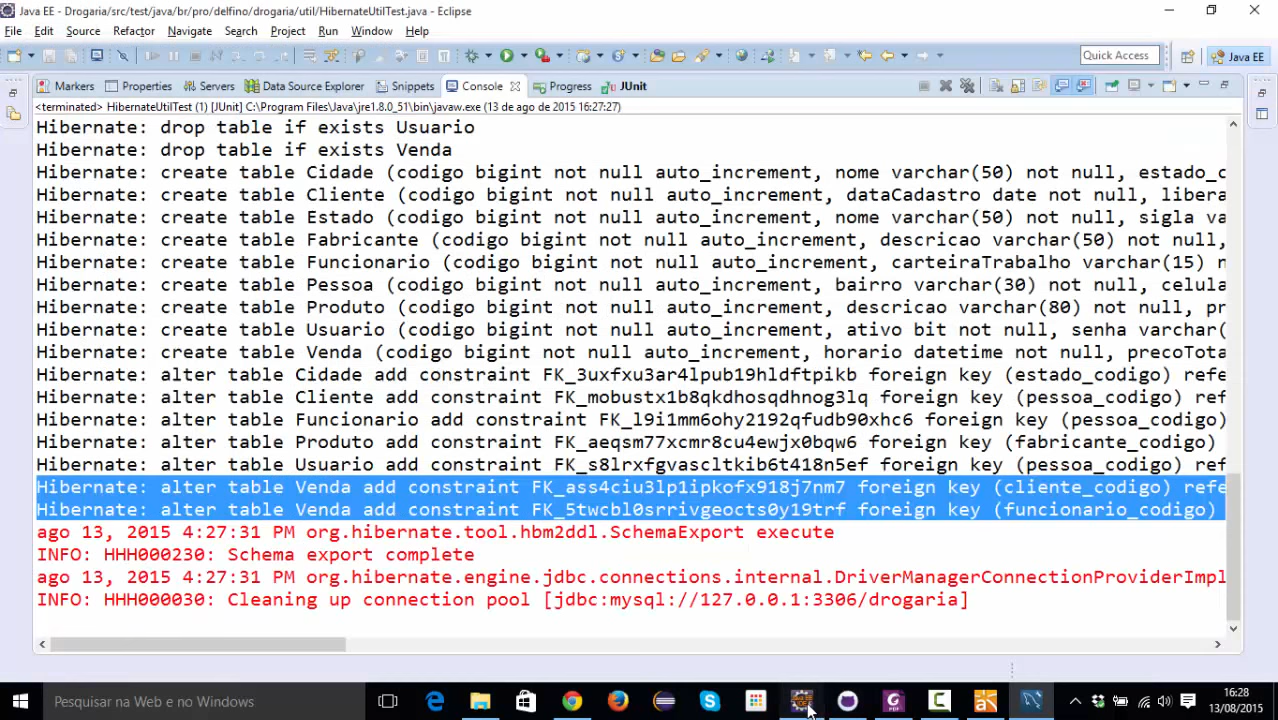 Java EE - Drogaria/src/test/java/br/pro/delfino/drogaria/util/HibernateUtilTest.java - Eclipse
File Edit Source Refactor Navigate Search Project Run Window Help
Quick Access Java EE
Markers Properties Servers Data Source Explorer Snippets Console Progress JUnit
<terminated> HibernateUtilTest (1) [JUnit] C:\Program Files\Java\jre1.8.0_51\bin\javaw.exe (13 de ago de 2015 16:27:27)
Hibernate: drop table if exists Usuario
Hibernate: drop table if exists Venda
Hibernate: create table Cidade (codigo bigint not null auto_increment, nome varchar(50) not null, estado_c
Hibernate: create table Cliente (codigo bigint not null auto_increment, dataCadastro date not null, libera
Hibernate: create table Estado (codigo bigint not null auto_increment, nome varchar(50) not null, sigla va
Hibernate: create table Fabricante (codigo bigint not null auto_increment, descricao varchar(50) not null,
Hibernate: create table Funcionario (codigo bigint not null auto_increment, carteiraTrabalho varchar(15) n
Hibernate: create table Pessoa (codigo bigint not null auto_increment, bairro varchar(30) not null, celula
Hibernate: create table Produto (codigo bigint not null auto_increment, descricao varchar(80) not null, pr
Hibernate: create table Usuario (codigo bigint not null auto_increment, ativo bit not null, senha varchar(
Hibernate: create table Venda (codigo bigint not null auto_increment, horario datetime not null, precoTota
Hibernate: alter table Cidade add constraint FK_3uxfxu3ar4lpub19hldftpikb foreign key (estado_codigo) refe
Hibernate: alter table Cliente add constraint FK_mobustx1b8qkdhosqdhnog3lq foreign key (pessoa_codigo) ref
Hibernate: alter table Funcionario add constraint FK_l9i1mm6ohy2192qfudb90xhc6 foreign key (pessoa_codigo)
Hibernate: alter table Produto add constraint FK_aeqsm77xcmr8cu4ewjx0bqw6 foreign key (fabricante_codigo)
Hibernate: alter table Usuario add constraint FK_s8lrxfgvascltkib6t418n5ef foreign key (pessoa_codigo) ref
Hibernate: alter table Venda add constraint FK_ass4ciu3lp1ipkofx918j7nm7 foreign key (cliente_codigo) refe
Hibernate: alter table Venda add constraint FK_5twcbl0srrivgeocts0y19trf foreign key (funcionario_codigo)
ago 13, 2015 4:27:31 PM org.hibernate.tool.hbm2ddl.SchemaExport execute
INFO: HHH000230: Schema export complete
ago 13, 2015 4:27:31 PM org.hibernate.engine.jdbc.connections.internal.DriverManagerConnectionProviderImpl
INFO: HHH000030: Cleaning up connection pool [jdbc:mysql://127.0.0.1:3306/drogaria]
Pesquisar na Web e no Windows
16:28
13/08/2015